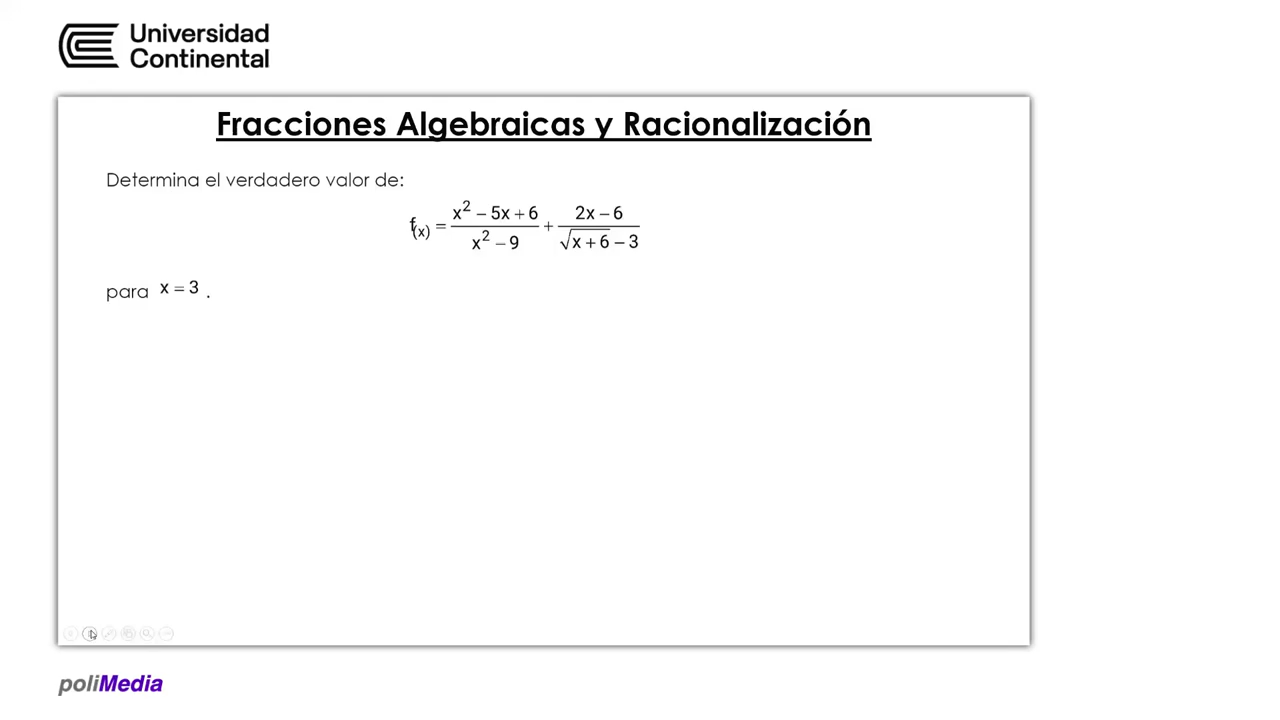 Universidad
Continental
Fracciones Algebraicas y Racionalización
Determina el verdadero valor de:
f(x) = (x² − 5x + 6)/(x² − 9) + (2x − 6)/(√(x + 6) − 3)
para x = 3 .
poliMedia